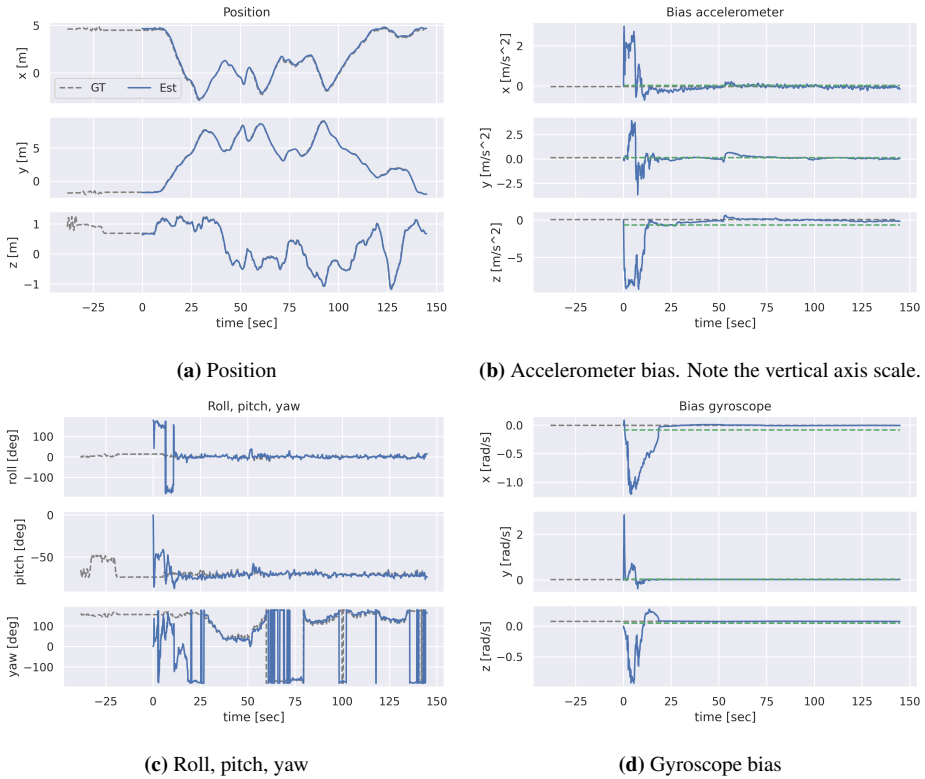 Position
x [m]
5
0
GT
Est
y [m]
5
0
z [m]
1
0
−1
−25
0
25
50
75
100
125
150
time [sec]
(a) Position
Bias accelerometer
x [m/s^2]
2
0
y [m/s^2]
2.5
0.0
−2.5
z [m/s^2]
0
−5
−25
0
25
50
75
100
125
150
time [sec]
(b) Accelerometer bias. Note the vertical axis scale.
Roll, pitch, yaw
roll [deg]
100
0
−100
pitch [deg]
0
−50
yaw [deg]
100
0
−100
−25
0
25
50
75
100
125
150
time [sec]
(c) Roll, pitch, yaw
Bias gyroscope
x [rad/s]
0.0
−0.5
−1.0
y [rad/s]
2
0
z [rad/s]
0.0
−0.5
−25
0
25
50
75
100
125
150
time [sec]
(d) Gyroscope bias